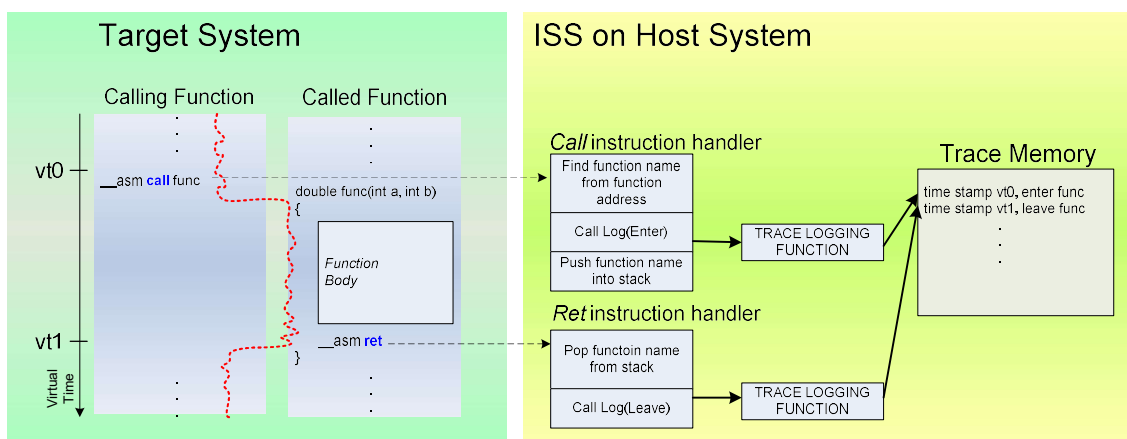 Target System
Calling Function
Called Function
vt0
__asm call func
double func(int a, int b)
{
Function
Body
vt1
__asm ret
}
Virtual
Time
ISS on Host System
Call instruction handler
Find function name
from function
address
Call Log(Enter)
Push function name
into stack
TRACE LOGGING
FUNCTION
Trace Memory
time stamp vt0, enter func
time stamp vt1, leave func
Ret instruction handler
Pop functoin name
from stack
Call Log(Leave)
TRACE LOGGING
FUNCTION